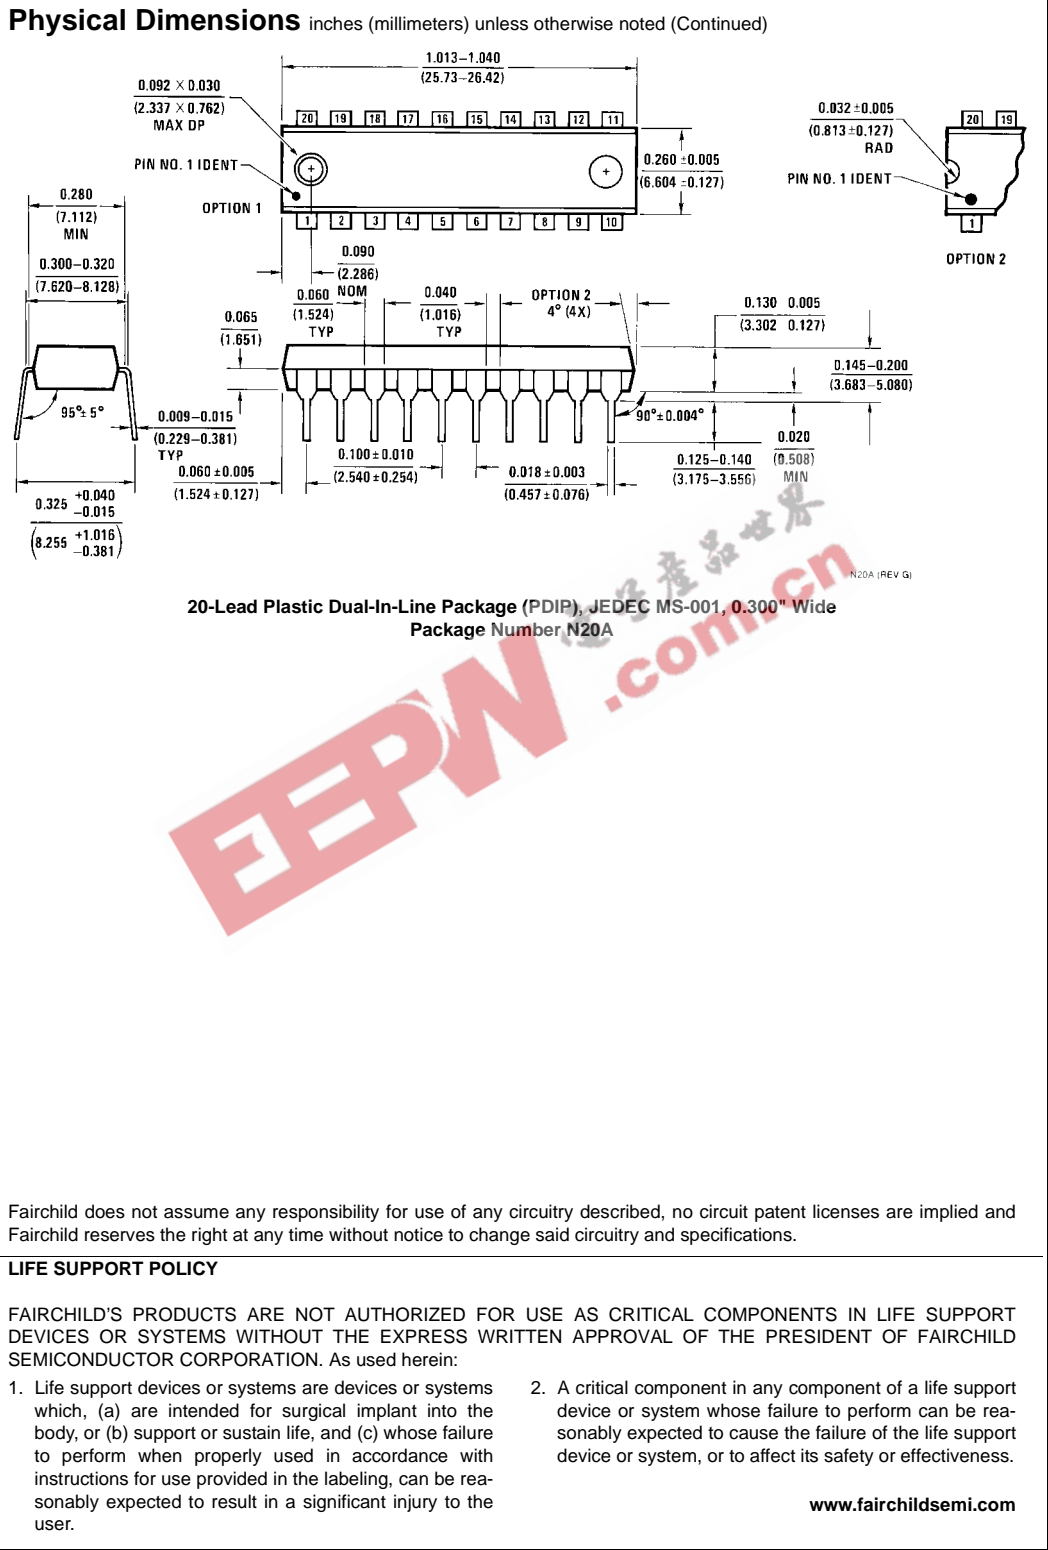 Physical Dimensions inches (millimeters) unless otherwise noted (Continued)
1.013–1.040
(25.73–26.42)
0.092 × 0.030
(2.337 × 0.762)
MAX DP
20 19 18 17 16 15 14 13 12 11
PIN NO. 1 IDENT
OPTION 1
1 2 3 4 5 6 7 8 9 10
0.260 ±0.005
(6.604 ±0.127)
0.032 ±0.005
(0.813 ±0.127)
RAD
20 19
PIN NO. 1 IDENT
1
OPTION 2
0.280
(7.112)
MIN
0.300–0.320
(7.620–8.128)
0.090
(2.286)
NOM
0.060
(1.524)
TYP
0.040
(1.016)
TYP
OPTION 2
4° (4X)
0.130 0.005
(3.302 0.127)
0.065
(1.651)
0.145–0.200
(3.683–5.080)
95°± 5°
0.009–0.015
(0.229–0.381)
TYP
90°±0.004°
0.020
(0.508)
MIN
0.125–0.140
(3.175–3.556)
0.100 ±0.010
(2.540 ±0.254)
0.018 ±0.003
(0.457 ±0.076)
0.060 ±0.005
(1.524 ±0.127)
0.325 +0.040 –0.015
(8.255 +1.016 –0.381)
N20A (REV G)
20-Lead Plastic Dual-In-Line Package (PDIP), JEDEC MS-001, 0.300" Wide
Package Number N20A
EEPW.com.cn
電子產品世界
Fairchild does not assume any responsibility for use of any circuitry described, no circuit patent licenses are implied and
Fairchild reserves the right at any time without notice to change said circuitry and specifications.
LIFE SUPPORT POLICY
FAIRCHILD'S PRODUCTS ARE NOT AUTHORIZED FOR USE AS CRITICAL COMPONENTS IN LIFE SUPPORT
DEVICES OR SYSTEMS WITHOUT THE EXPRESS WRITTEN APPROVAL OF THE PRESIDENT OF FAIRCHILD
SEMICONDUCTOR CORPORATION. As used herein:
1. Life support devices or systems are devices or systems
which, (a) are intended for surgical implant into the
body, or (b) support or sustain life, and (c) whose failure
to perform when properly used in accordance with
instructions for use provided in the labeling, can be rea-
sonably expected to result in a significant injury to the
user.
2. A critical component in any component of a life support
device or system whose failure to perform can be rea-
sonably expected to cause the failure of the life support
device or system, or to affect its safety or effectiveness.
www.fairchildsemi.com